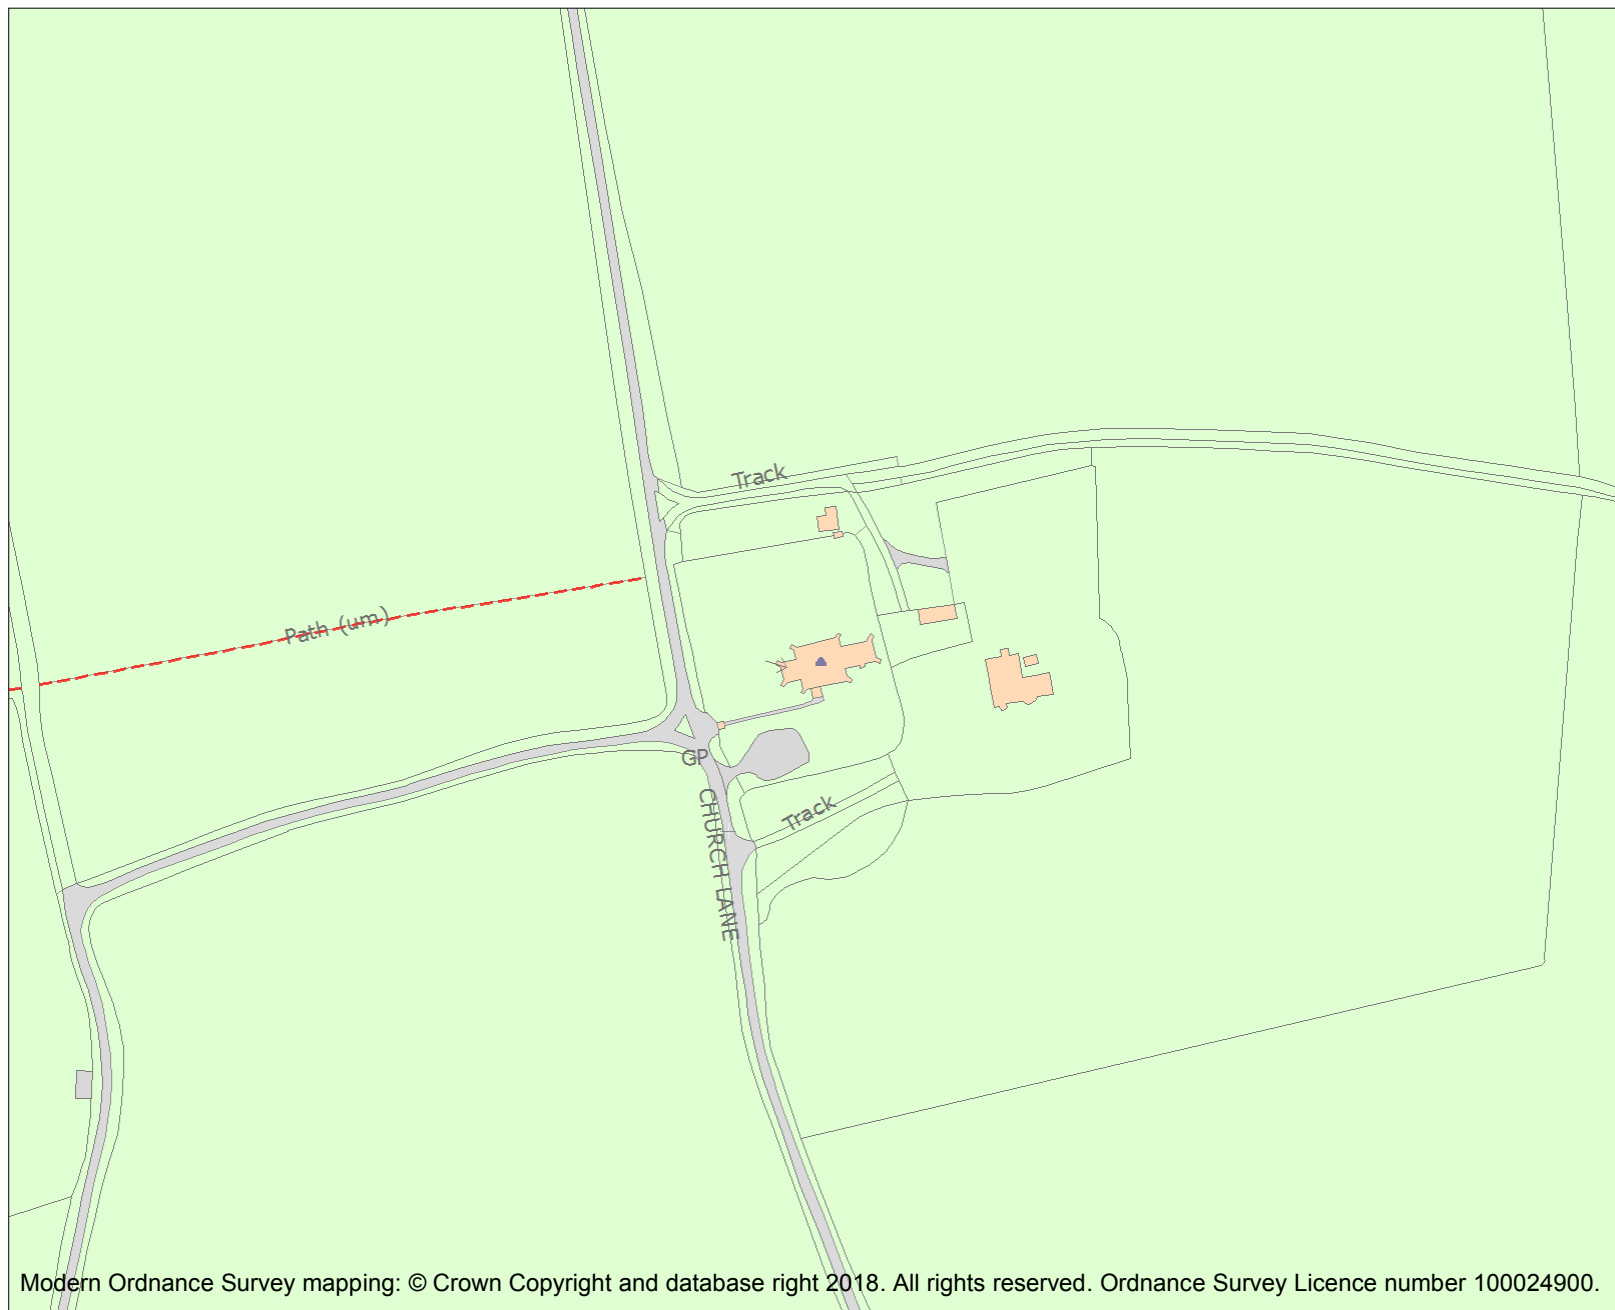 Track
Path (um)
GP
CHURCH LANE
Track
Modern Ordnance Survey mapping: © Crown Copyright and database right 2018. All rights reserved. Ordnance Survey Licence number 100024900.